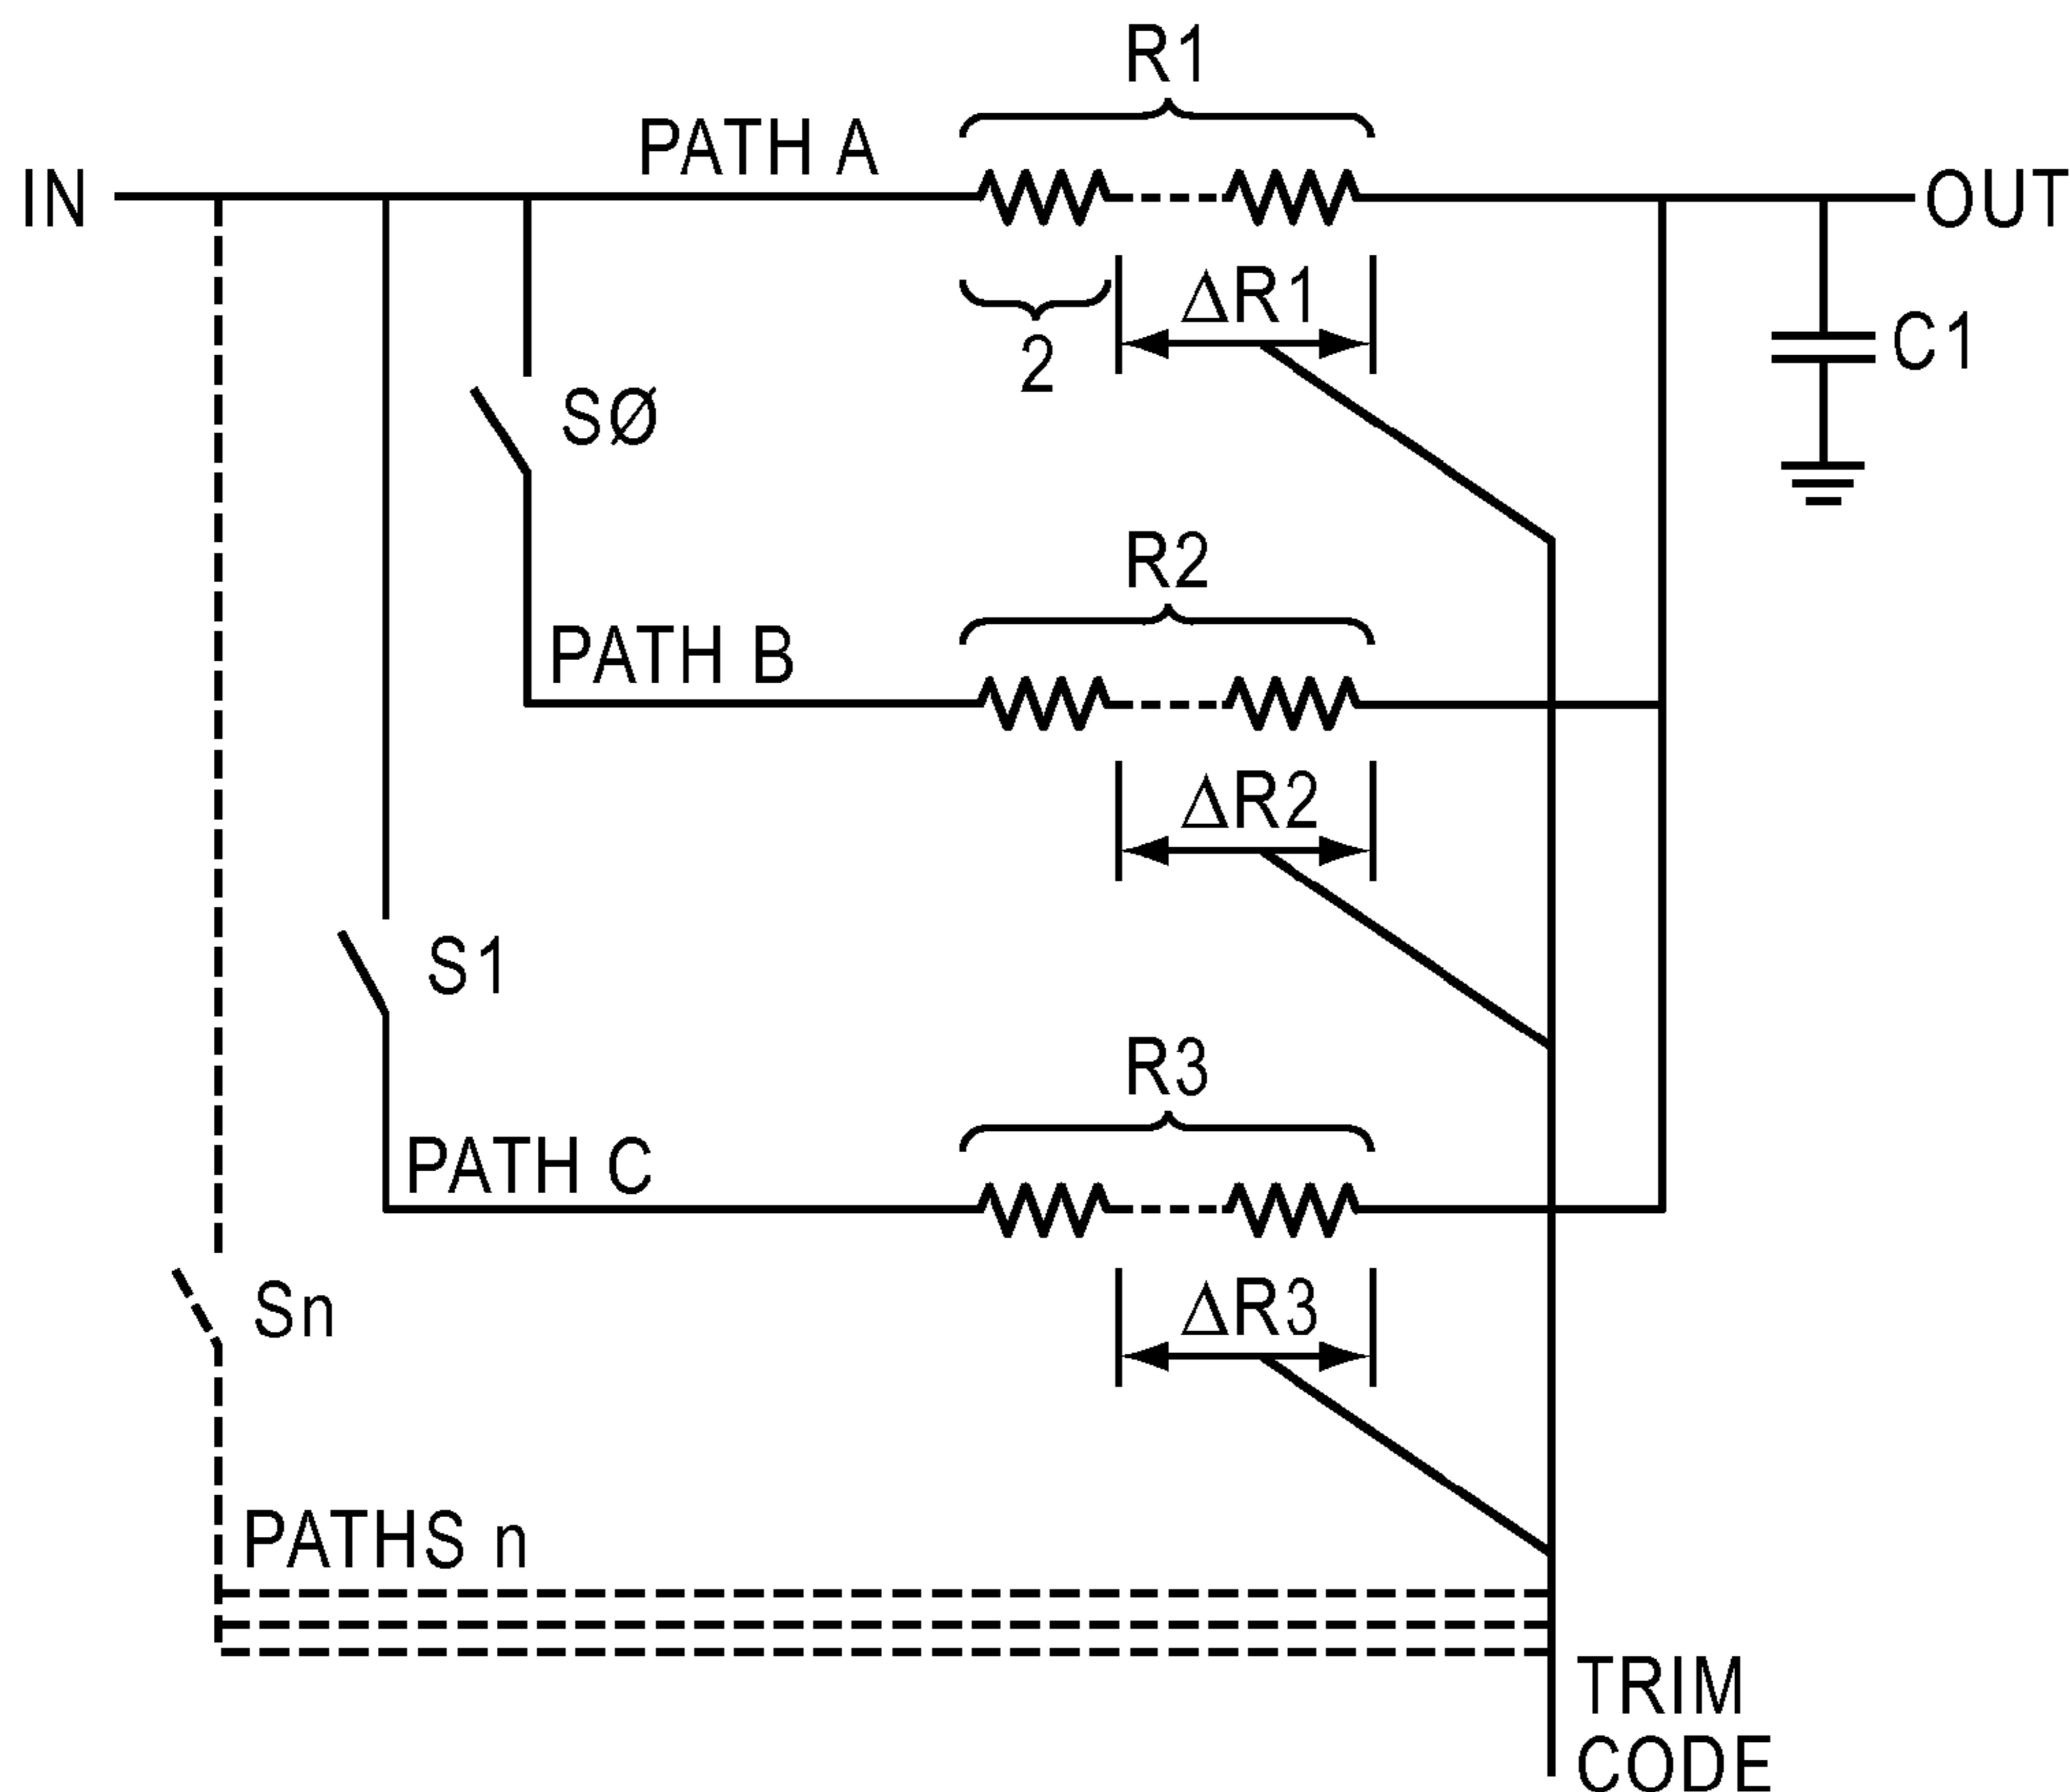 R1
PATH A
IN
OUT
ΔR1
2
C1
SØ
R2
PATH B
ΔR2
S1
R3
PATH C
ΔR3
Sn
PATHS n
TRIM
CODE